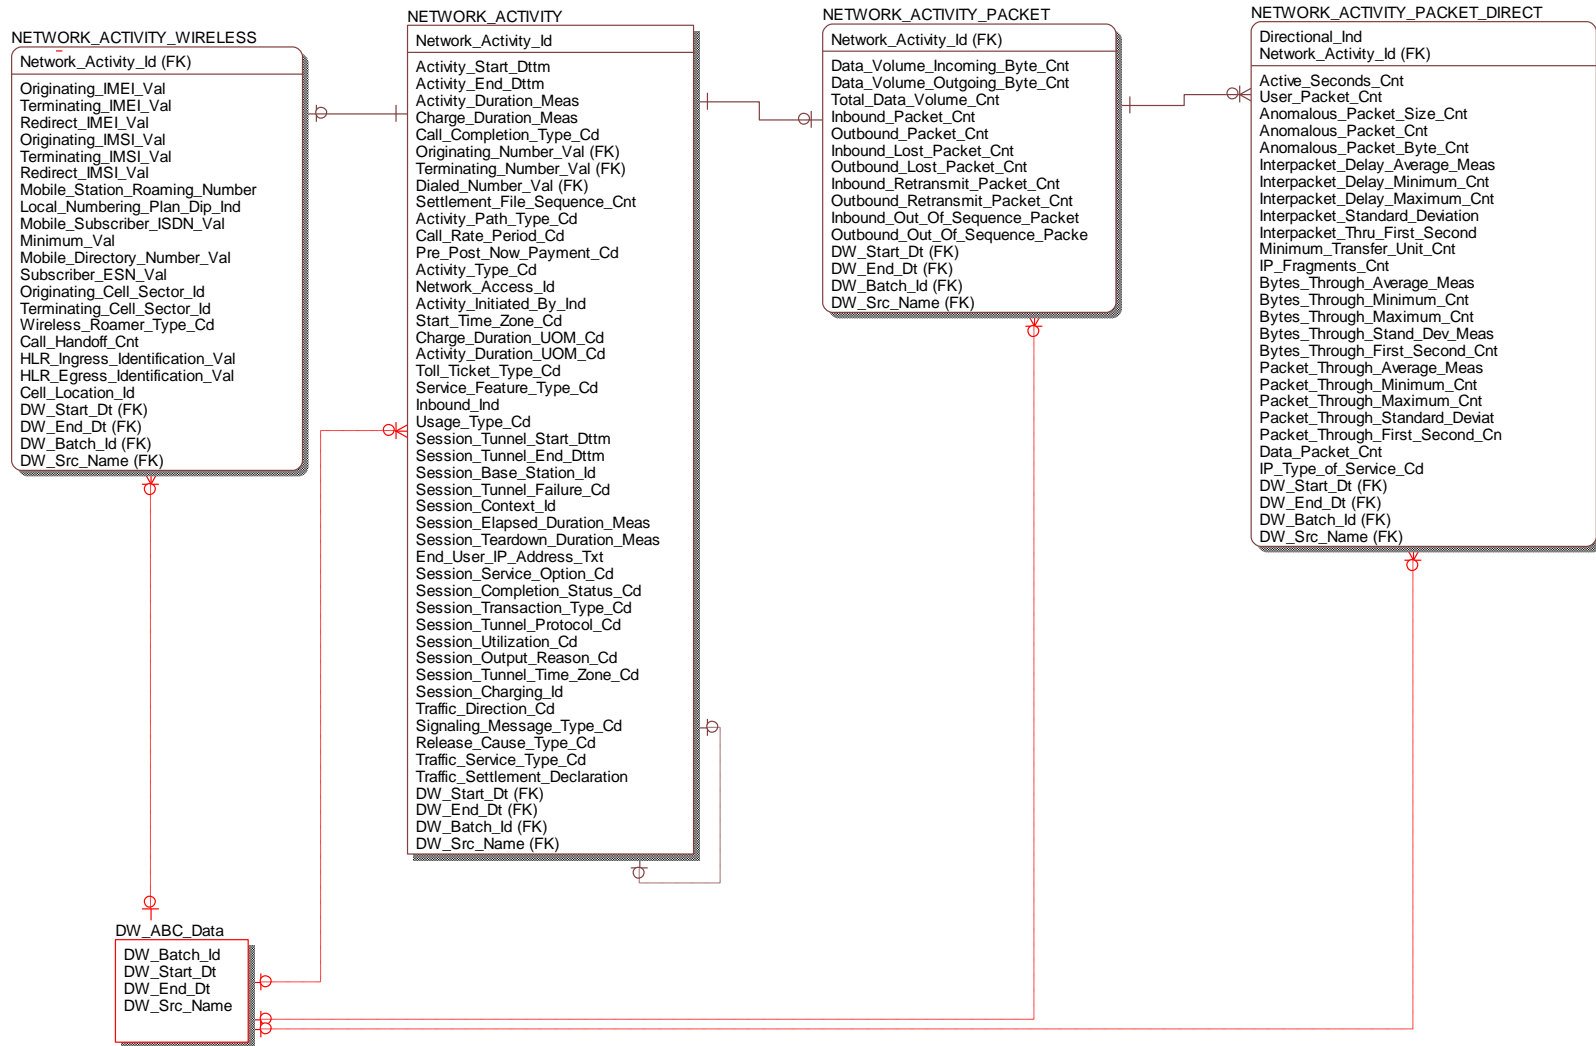 NETWORK_ACTIVITY_WIRELESS
Network_Activity_Id (FK)
Originating_IMEI_Val
Terminating_IMEI_Val
Redirect_IMEI_Val
Originating_IMSI_Val
Terminating_IMSI_Val
Redirect_IMSI_Val
Mobile_Station_Roaming_Number
Local_Numbering_Plan_Dip_Ind
Mobile_Subscriber_ISDN_Val
Minimum_Val
Mobile_Directory_Number_Val
Subscriber_ESN_Val
Originating_Cell_Sector_Id
Terminating_Cell_Sector_Id
Wireless_Roamer_Type_Cd
Call_Handoff_Cnt
HLR_Ingress_Identification_Val
HLR_Egress_Identification_Val
Cell_Location_Id
DW_Start_Dt (FK)
DW_End_Dt (FK)
DW_Batch_Id (FK)
DW_Src_Name (FK)
NETWORK_ACTIVITY
Network_Activity_Id
Activity_Start_Dttm
Activity_End_Dttm
Activity_Duration_Meas
Charge_Duration_Meas
Call_Completion_Type_Cd
Originating_Number_Val (FK)
Terminating_Number_Val (FK)
Dialed_Number_Val (FK)
Settlement_File_Sequence_Cnt
Activity_Path_Type_Cd
Call_Rate_Period_Cd
Pre_Post_Now_Payment_Cd
Activity_Type_Cd
Network_Access_Id
Activity_Initiated_By_Ind
Start_Time_Zone_Cd
Charge_Duration_UOM_Cd
Activity_Duration_UOM_Cd
Toll_Ticket_Type_Cd
Service_Feature_Type_Cd
Inbound_Ind
Usage_Type_Cd
Session_Tunnel_Start_Dttm
Session_Tunnel_End_Dttm
Session_Base_Station_Id
Session_Tunnel_Failure_Cd
Session_Context_Id
Session_Elapsed_Duration_Meas
Session_Teardown_Duration_Meas
End_User_IP_Address_Txt
Session_Service_Option_Cd
Session_Completion_Status_Cd
Session_Transaction_Type_Cd
Session_Tunnel_Protocol_Cd
Session_Utilization_Cd
Session_Output_Reason_Cd
Session_Tunnel_Time_Zone_Cd
Session_Charging_Id
Traffic_Direction_Cd
Signaling_Message_Type_Cd
Release_Cause_Type_Cd
Traffic_Service_Type_Cd
Traffic_Settlement_Declaration
DW_Start_Dt (FK)
DW_End_Dt (FK)
DW_Batch_Id (FK)
DW_Src_Name (FK)
NETWORK_ACTIVITY_PACKET
Network_Activity_Id (FK)
Data_Volume_Incoming_Byte_Cnt
Data_Volume_Outgoing_Byte_Cnt
Total_Data_Volume_Cnt
Inbound_Packet_Cnt
Outbound_Packet_Cnt
Inbound_Lost_Packet_Cnt
Outbound_Lost_Packet_Cnt
Inbound_Retransmit_Packet_Cnt
Outbound_Retransmit_Packet_Cnt
Inbound_Out_Of_Sequence_Packet
Outbound_Out_Of_Sequence_Packe
DW_Start_Dt (FK)
DW_End_Dt (FK)
DW_Batch_Id (FK)
DW_Src_Name (FK)
NETWORK_ACTIVITY_PACKET_DIRECT
Directional_Ind
Network_Activity_Id (FK)
Active_Seconds_Cnt
User_Packet_Cnt
Anomalous_Packet_Size_Cnt
Anomalous_Packet_Cnt
Anomalous_Packet_Byte_Cnt
Interpacket_Delay_Average_Meas
Interpacket_Delay_Minimum_Cnt
Interpacket_Delay_Maximum_Cnt
Interpacket_Standard_Deviation
Interpacket_Thru_First_Second
Minimum_Transfer_Unit_Cnt
IP_Fragments_Cnt
Bytes_Through_Average_Meas
Bytes_Through_Minimum_Cnt
Bytes_Through_Maximum_Cnt
Bytes_Through_Stand_Dev_Meas
Bytes_Through_First_Second_Cnt
Packet_Through_Average_Meas
Packet_Through_Minimum_Cnt
Packet_Through_Maximum_Cnt
Packet_Through_Standard_Deviat
Packet_Through_First_Second_Cn
Data_Packet_Cnt
IP_Type_of_Service_Cd
DW_Start_Dt (FK)
DW_End_Dt (FK)
DW_Batch_Id (FK)
DW_Src_Name (FK)
DW_ABC_Data
DW_Batch_Id
DW_Start_Dt
DW_End_Dt
DW_Src_Name